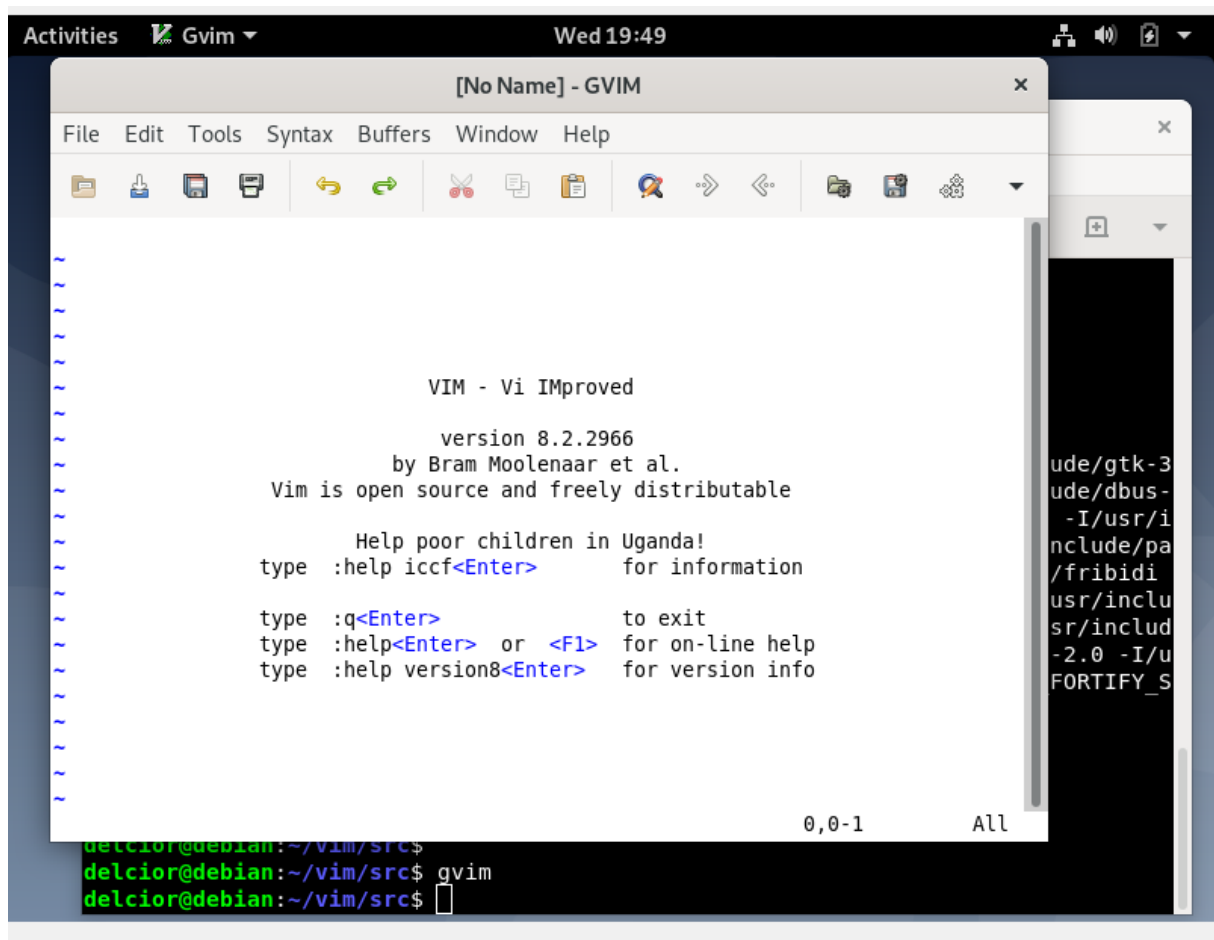 Activities Gvim Wed 19:49
[No Name] - GVIM
File Edit Tools Syntax Buffers Window Help
~
~
~
~
~
~ VIM - Vi IMproved
~
~ version 8.2.2966
~ by Bram Moolenaar et al.
~ Vim is open source and freely distributable
~
~ Help poor children in Uganda!
~ type :help iccf<Enter> for information
~
~ type :q<Enter> to exit
~ type :help<Enter> or <F1> for on-line help
~ type :help version8<Enter> for version info
~
~
~
~
~
0,0-1 All
ude/gtk-3
ude/dbus-
-I/usr/i
nclude/pa
/fribidi
usr/inclu
sr/includ
-2.0 -I/u
FORTIFY_S
delcior@debian:~/vim/src$
delcior@debian:~/vim/src$ gvim
delcior@debian:~/vim/src$